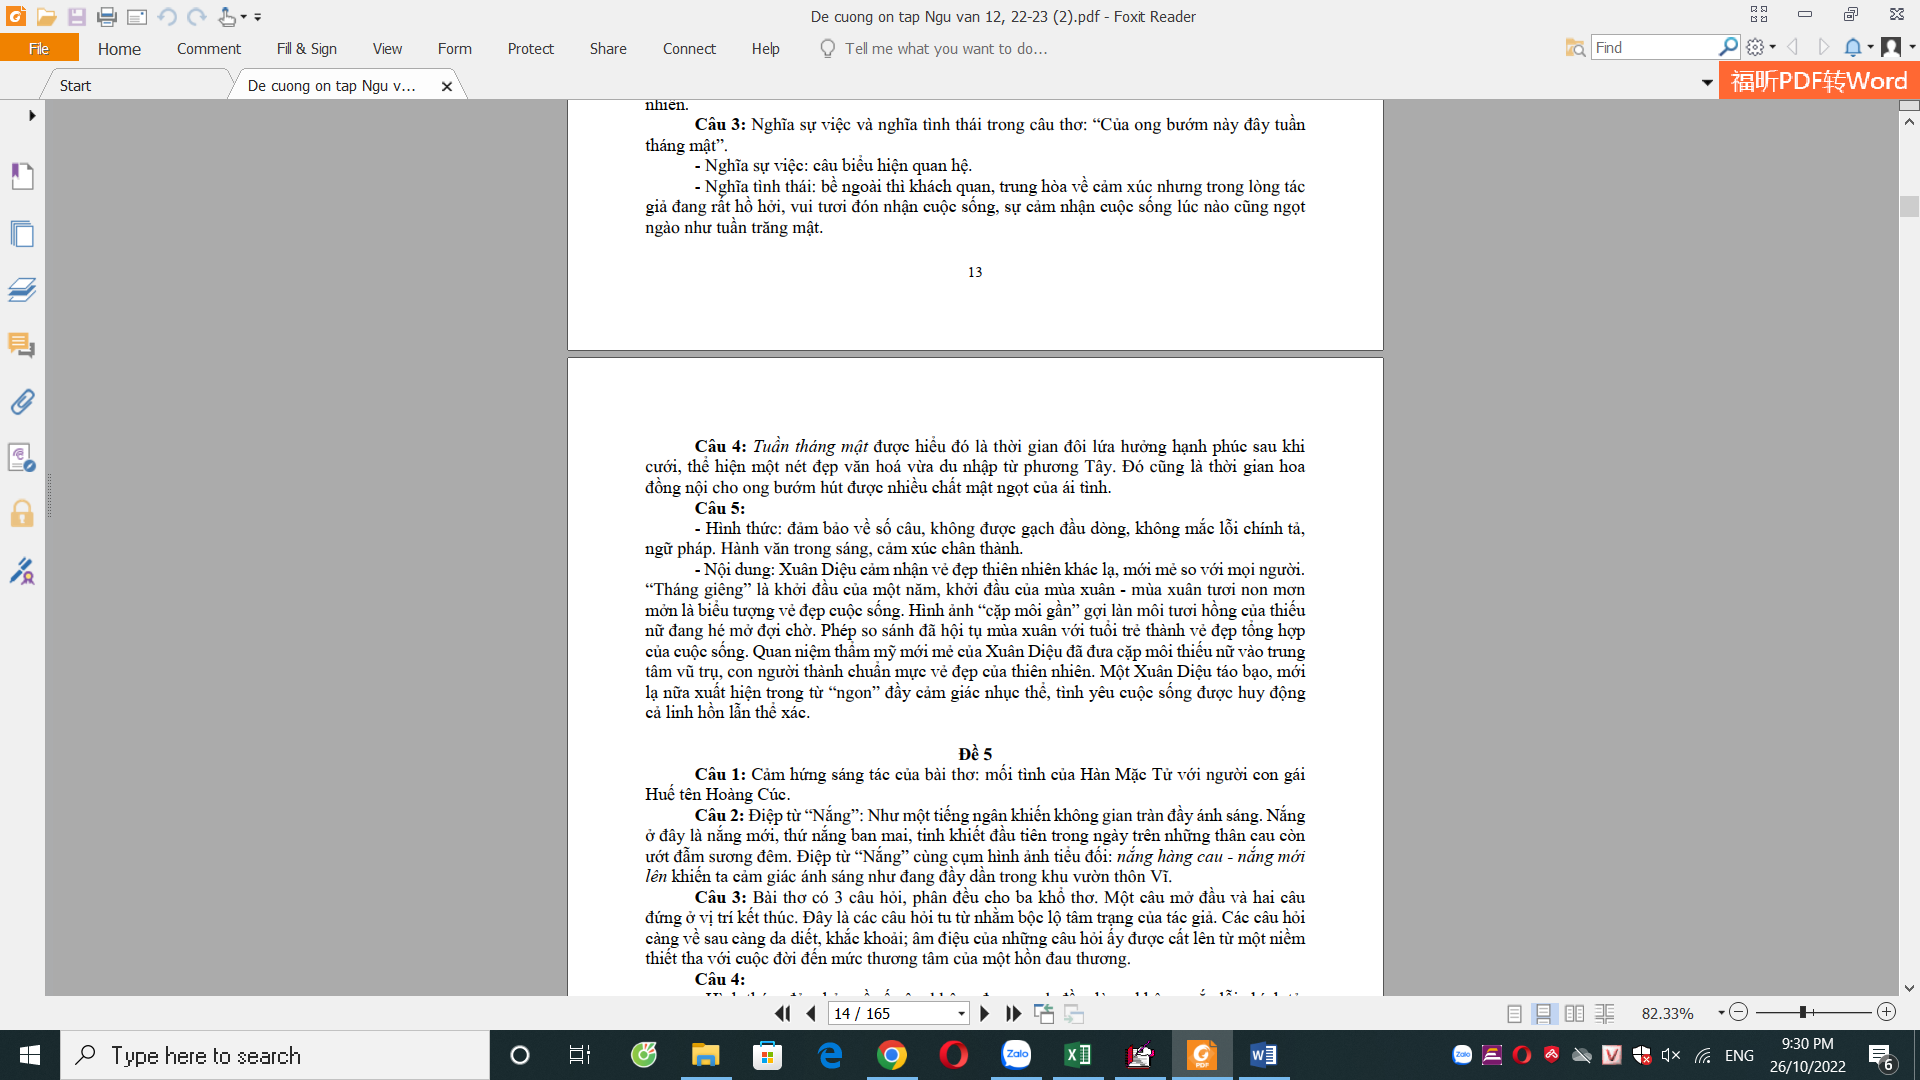 De cuong on tap Ngu van 12, 22-23 (2).pdf - Foxit Reader
File
Home
Comment
Fill & Sign
View
Form
Protect
Share
Connect
Help
Tell me what you want to do...
Find
Start
De cuong on tap Ngu v...
福昕PDF转Word
nhiên.
Câu 3: Nghĩa sự việc và nghĩa tình thái trong câu thơ: “Của ong bướm này đây tuần
tháng mật”.
- Nghĩa sự việc: câu biểu hiện quan hệ.
- Nghĩa tình thái: bề ngoài thì khách quan, trung hòa về cảm xúc nhưng trong lòng tác
giả đang rất hồ hởi, vui tươi đón nhận cuộc sống, sự cảm nhận cuộc sống lúc nào cũng ngọt
ngào như tuần trăng mật.
13
Câu 4: Tuần tháng mật được hiểu đó là thời gian đôi lứa hưởng hạnh phúc sau khi
cưới, thể hiện một nét đẹp văn hoá vừa du nhập từ phương Tây. Đó cũng là thời gian hoa
đồng nội cho ong bướm hút được nhiều chất mật ngọt của ái tình.
Câu 5:
- Hình thức: đảm bảo về số câu, không được gạch đầu dòng, không mắc lỗi chính tả,
ngữ pháp. Hành văn trong sáng, cảm xúc chân thành.
- Nội dung: Xuân Diệu cảm nhận vẻ đẹp thiên nhiên khác lạ, mới mẻ so với mọi người.
“Tháng giêng” là khởi đầu của một năm, khởi đầu của mùa xuân - mùa xuân tươi non mơn
mởn là biểu tượng vẻ đẹp cuộc sống. Hình ảnh “cặp môi gần” gợi làn môi tươi hồng của thiếu
nữ đang hé mở đợi chờ. Phép so sánh đã hội tụ mùa xuân với tuổi trẻ thành vẻ đẹp tổng hợp
của cuộc sống. Quan niệm thẩm mỹ mới mẻ của Xuân Diệu đã đưa cặp môi thiếu nữ vào trung
tâm vũ trụ, con người thành chuẩn mực vẻ đẹp của thiên nhiên. Một Xuân Diệu táo bạo, mới
lạ nữa xuất hiện trong từ “ngon” đầy cảm giác nhục thể, tình yêu cuộc sống được huy động
cả linh hồn lẫn thể xác.
Đề 5
Câu 1: Cảm hứng sáng tác của bài thơ: mối tình của Hàn Mặc Tử với người con gái
Huế tên Hoàng Cúc.
Câu 2: Điệp từ “Nắng”: Như một tiếng ngân khiến không gian tràn đầy ánh sáng. Nắng
ở đây là nắng mới, thứ nắng ban mai, tinh khiết đầu tiên trong ngày trên những thân cau còn
ướt đẫm sương đêm. Điệp từ “Nắng” cùng cụm hình ảnh tiểu đối: nắng hàng cau - nắng mới
lên khiến ta cảm giác ánh sáng như đang đầy dần trong khu vườn thôn Vĩ.
Câu 3: Bài thơ có 3 câu hỏi, phân đều cho ba khổ thơ. Một câu mở đầu và hai câu
đứng ở vị trí kết thúc. Đây là các câu hỏi tu từ nhằm bộc lộ tâm trạng của tác giả. Các câu hỏi
càng về sau càng da diết, khắc khoải; âm điệu của những câu hỏi ấy được cất lên từ một niềm
thiết tha với cuộc đời đến mức thương tâm của một hồn đau thương.
Câu 4:
14 / 165
82.33%
Type here to search
Zalo
ENG
9:30 PM
26/10/2022
6